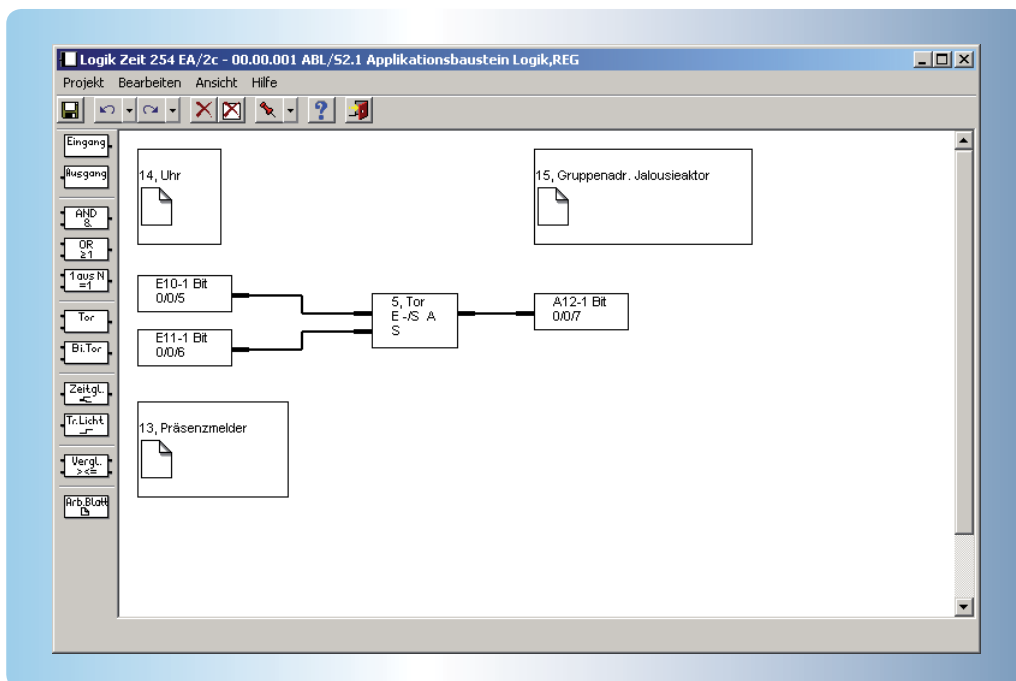 Logik Zeit 254 EA/2c - 00.00.001 ABL/S2.1 Applikationsbaustein Logik,REG
Projekt Bearbeiten Ansicht Hilfe
Eingang
Ausgang
AND
&
OR
≥1
1 aus N
=1
Tor
Bi.Tor
Zeitgl.
Tr.Licht
Vergl.
><=
Arb.Blatt
14, Uhr
15, Gruppenadr. Jalousieaktor
E10-1 Bit
0/0/5
E11-1 Bit
0/0/6
5, Tor
E -/S A
S
A12-1 Bit
0/0/7
13, Präsenzmelder